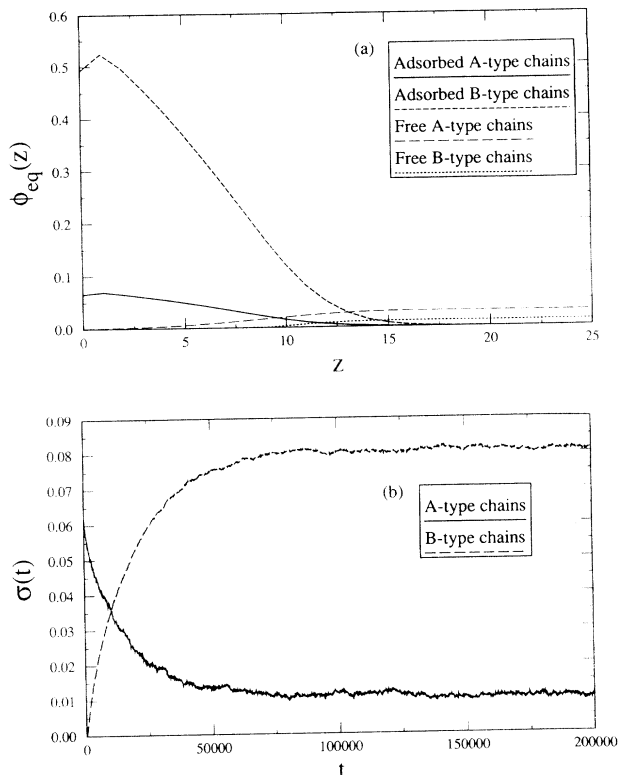 0.6
(a)
Adsorbed A-type chains
Adsorbed B-type chains
Free A-type chains
Free B-type chains
0.5
0.4
0.3
0.2
0.1
0.0
ϕeq(z)
0 5 10 15 20 25
Z
0.09
0.08
0.07
0.06
0.05
0.04
0.03
0.02
0.01
0.00
(b)
A-type chains
B-type chains
σ(t)
0 50000 100000 150000 200000
t